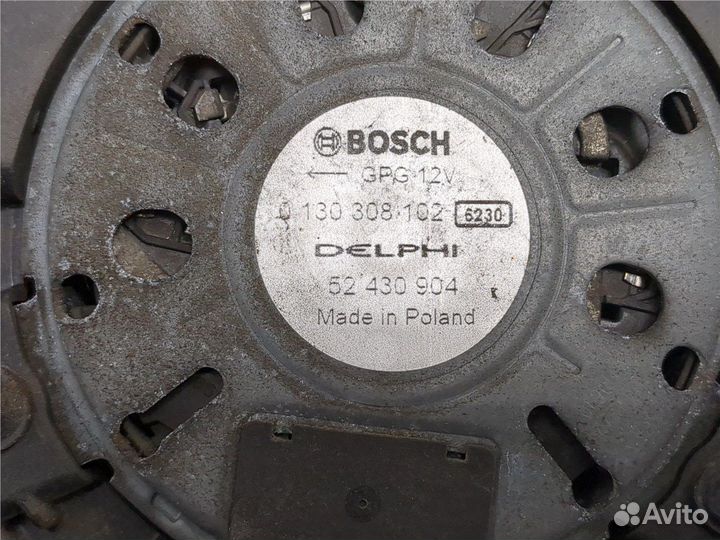 BOSCH
← GPG 12V
0 130 308 102 6230
DELPHI
52 430 904
Made in Poland
Avito